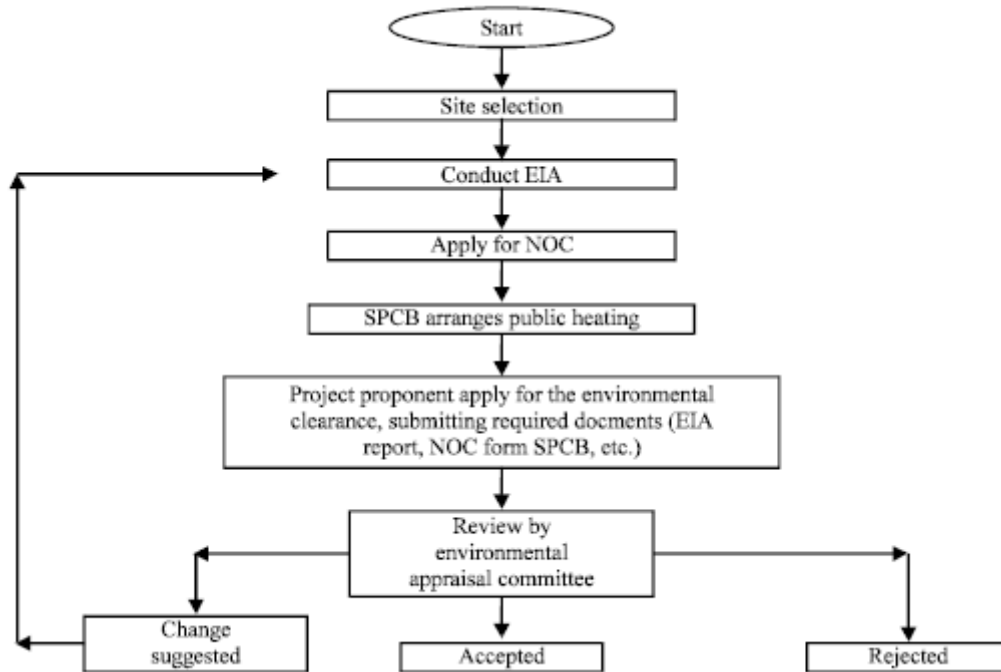 Start
Site selection
Conduct EIA
Apply for NOC
SPCB arranges public heating
Project proponent apply for the environmental
clearance, submitting required docments (EIA
report, NOC form SPCB, etc.)
Review by
environmental
appraisal committee
Change
suggested
Accepted
Rejected